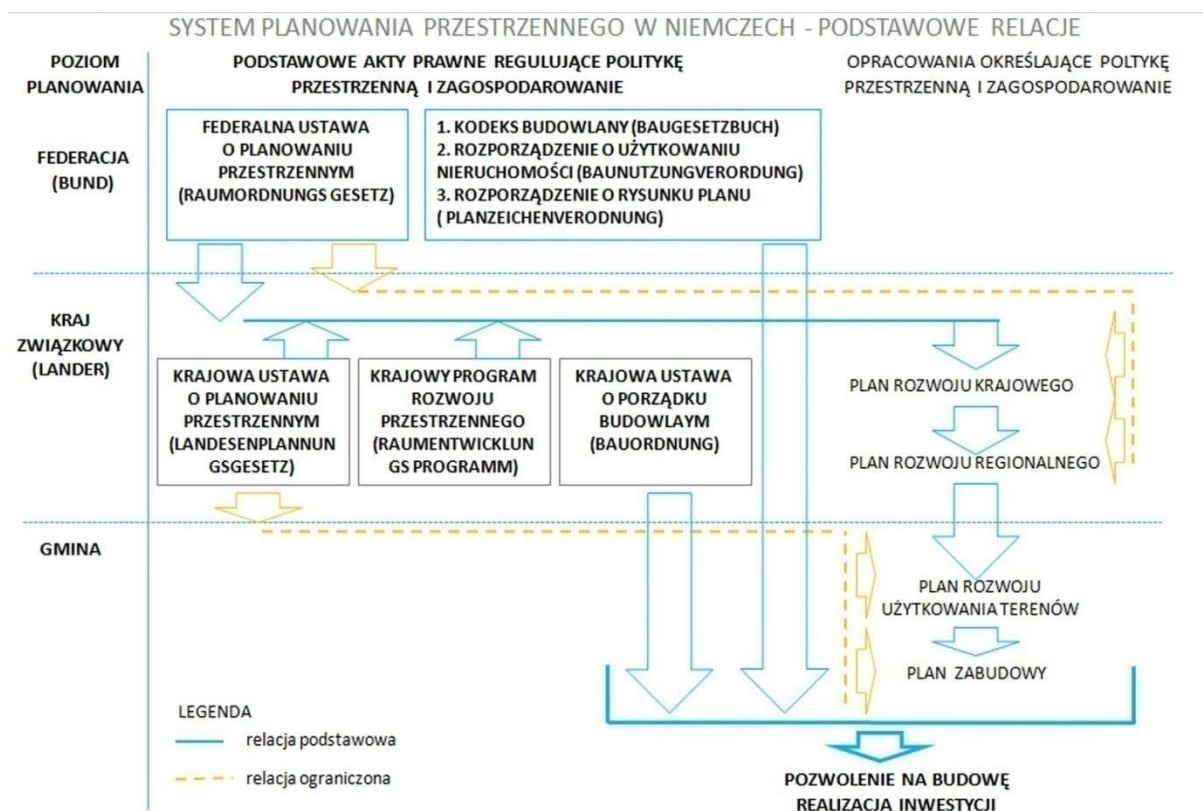 SYSTEM PLANOWANIA PRZESTRZENNEGO W NIEMCZECH - PODSTAWOWE RELACJE
POZIOM
PLANOWANIA
PODSTAWOWE AKTY PRAWNE REGULUJĄCE POLITYKĘ
PRZESTRZENNĄ I ZAGOSPODAROWANIE
OPRACOWANIA OKREŚLAJĄCE POLTYKĘ
PRZESTRZENNĄ I ZAGOSPODAROWANIE
FEDERACJA
(BUND)
FEDERALNA USTAWA
O PLANOWANIU
PRZESTRZENNYM
(RAUMORDNUNGS GESETZ)
1. KODEKS BUDOWLANY (BAUGESETZBUCH)
2. ROZPORZĄDZENIE O UŻYTKOWANIU
NIERUCHOMOŚCI (BAUNUTZUNGVERORDUNG)
3. ROZPORZĄDZENIE O RYSUNKU PLANU
( PLANZEICHENVERODNUNG)
KRAJ
ZWIĄZKOWY
(LANDER)
KRAJOWA USTAWA
O PLANOWANIU
PRZESTRZENNYM
(LANDESENPLANNUN
GSGESETZ)
KRAJOWY PROGRAM
ROZWOJU
PRZESTRZENNEGO
(RAUMENTWICKLUN
GS PROGRAMM)
KRAJOWA USTAWA
O PORZĄDKU
BUDOWLAYM
(BAUORDNUNG)
PLAN ROZWOJU KRAJOWEGO
PLAN ROZWOJU REGIONALNEGO
GMINA
PLAN ROZWOJU
UŻYTKOWANIA TERENÓW
PLAN ZABUDOWY
LEGENDA
relacja podstawowa
relacja ograniczona
POZWOLENIE NA BUDOWĘ
REALIZACJA INWESTYCJI